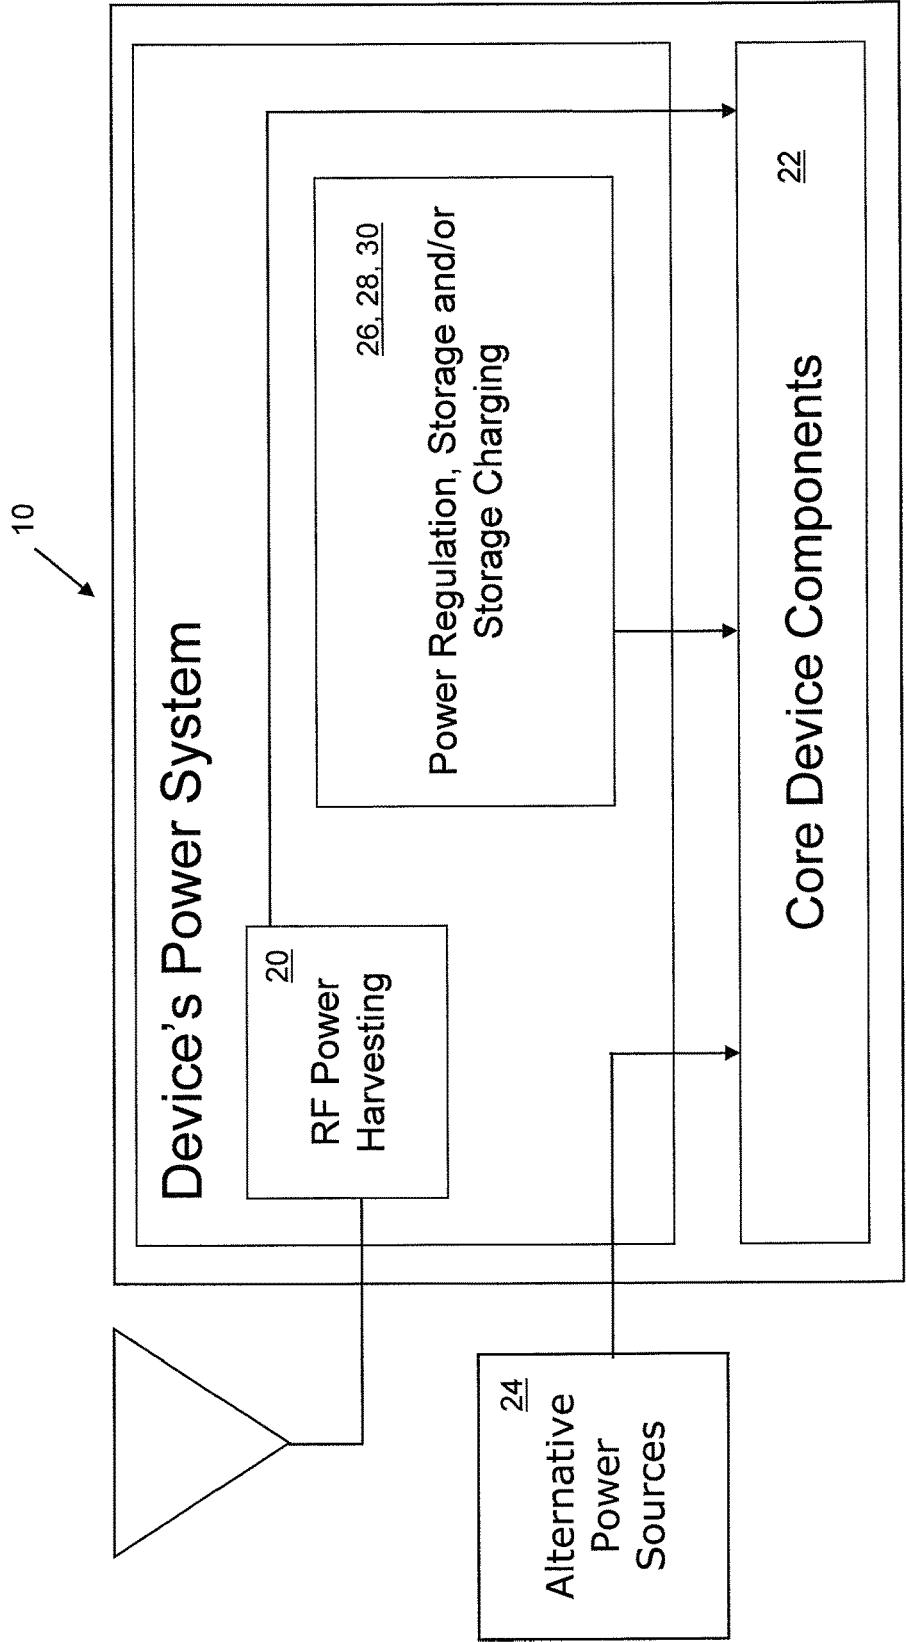 10
Device's Power System
20
RF Power
Harvesting
26, 28, 30
Power Regulation, Storage and/or
Storage Charging
24
Alternative
Power
Sources
22
Core Device Components